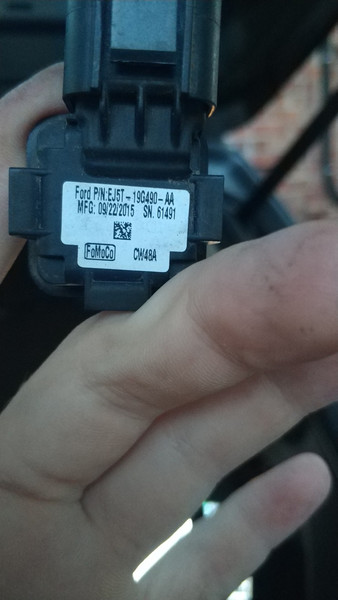 Ford P/N:EJ5T-19G490-AA
MFG: 09/22/2015 SN. 61491
FoMoCo CW48A